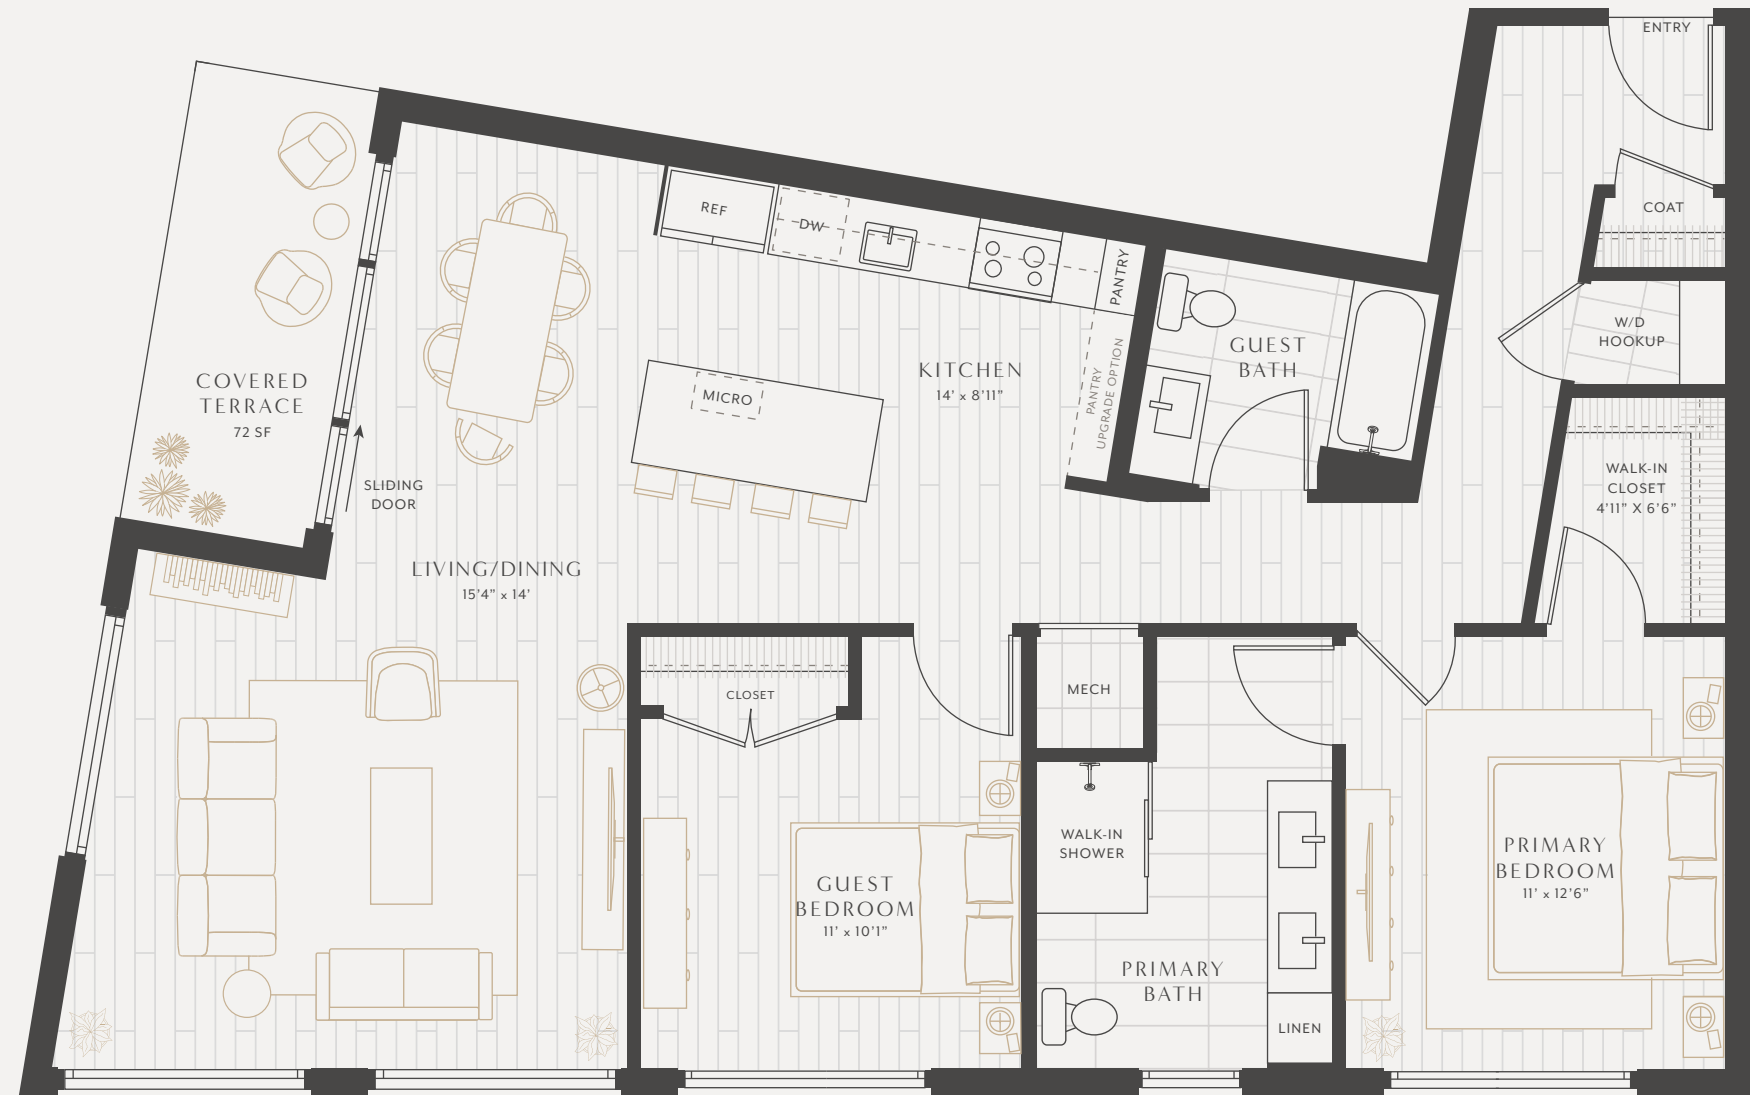 ENTRY
COAT
W/D
HOOKUP
WALK-IN
CLOSET
4'11" X 6'6"
REF
DW
PANTRY
PANTRY
UPGRADE OPTION
KITCHEN
14' x 8'11"
MICRO
GUEST
BATH
COVERED
TERRACE
72 SF
SLIDING
DOOR
LIVING/DINING
15'4" x 14'
CLOSET
MECH
WALK-IN
SHOWER
GUEST
BEDROOM
11' x 10'1"
PRIMARY
BATH
LINEN
PRIMARY
BEDROOM
11' x 12'6"